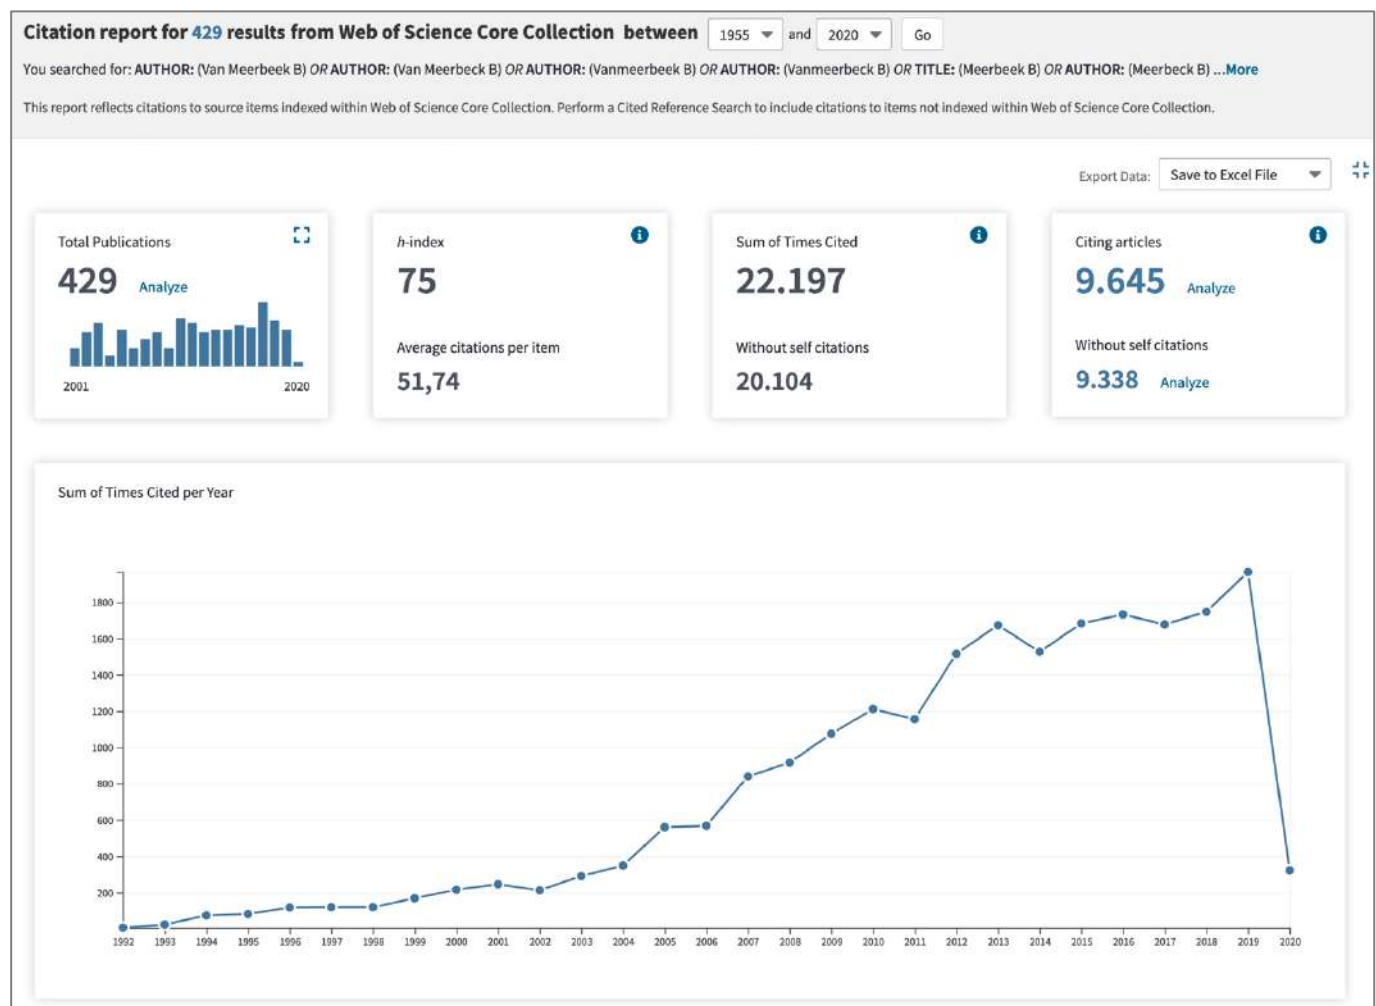 Citation report for 429 results from Web of Science Core Collection between 1955 and 2020 Go
You searched for: AUTHOR: (Van Meerbeek B) OR AUTHOR: (Van Meerbeck B) OR AUTHOR: (Vanmeerbeek B) OR AUTHOR: (Vanmeerbeck B) OR TITLE: (Meerbeek B) OR AUTHOR: (Meerbeck B) ...More
This report reflects citations to source items indexed within Web of Science Core Collection. Perform a Cited Reference Search to include citations to items not indexed within Web of Science Core Collection.
Export Data: Save to Excel File
Total Publications
429 Analyze
2001 2020
h-index
75
Average citations per item
51,74
Sum of Times Cited
22.197
Without self citations
20.104
Citing articles
9.645 Analyze
Without self citations
9.338 Analyze
Sum of Times Cited per Year
1800
1600
1400
1200
1000
800
600
400
200
1992 1993 1994 1995 1996 1997 1998 1999 2000 2001 2002 2003 2004 2005 2006 2007 2008 2009 2010 2011 2012 2013 2014 2015 2016 2017 2018 2019 2020